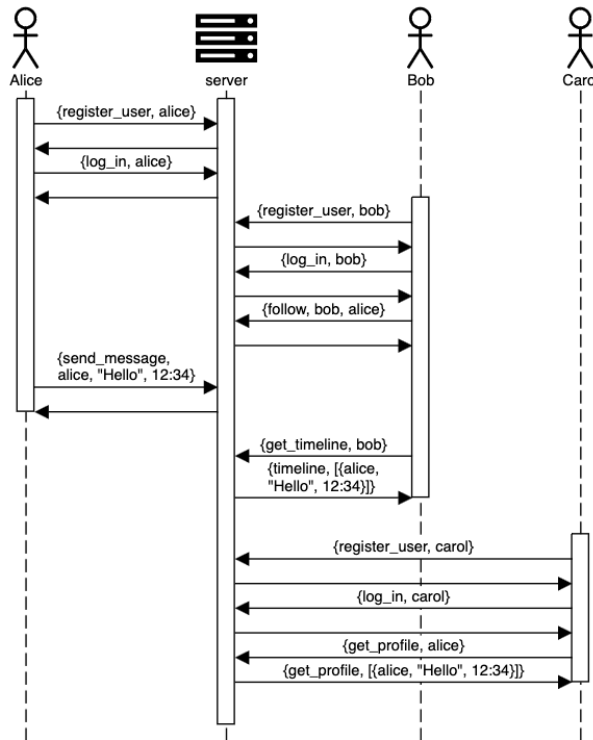 Alice
server
Bob
Carol
{register_user, alice}
{log_in, alice}
{register_user, bob}
{log_in, bob}
{follow, bob, alice}
{send_message,
alice, "Hello", 12:34}
{get_timeline, bob}
{timeline, [{alice,
"Hello", 12:34}]}
{register_user, carol}
{log_in, carol}
{get_profile, alice}
{get_profile, [{alice, "Hello", 12:34}]}